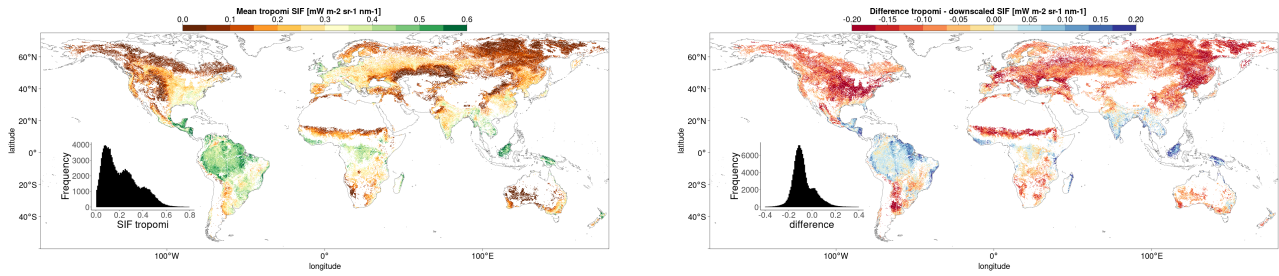 Mean tropomi SIF [mW m-2 sr-1 nm-1]
0.0 0.1 0.2 0.3 0.4 0.5 0.6
60°N
40°N
20°N
0°
20°S
40°S
latitude
Frequency
4000
3000
2000
1000
0
0.0 0.2 0.4 0.6 0.8
SIF tropomi
100°W 0° 100°E
longitude
Difference tropomi - downscaled SIF [mW m-2 sr-1 nm-1]
-0.20 -0.15 -0.10 -0.05 0.00 0.05 0.10 0.15 0.20
60°N
40°N
20°N
0°
20°S
40°S
latitude
Frequency
6000
4000
2000
0
-0.4 -0.2 0.0 0.2 0.4
difference
100°W 0° 100°E
longitude